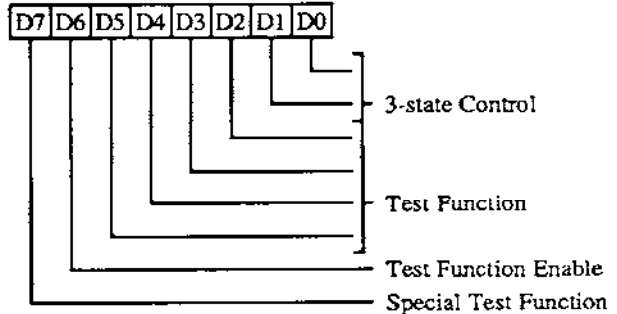 D7 D6 D5 D4 D3 D2 D1 D0
3-state Control
Test Function
Test Function Enable
Special Test Function